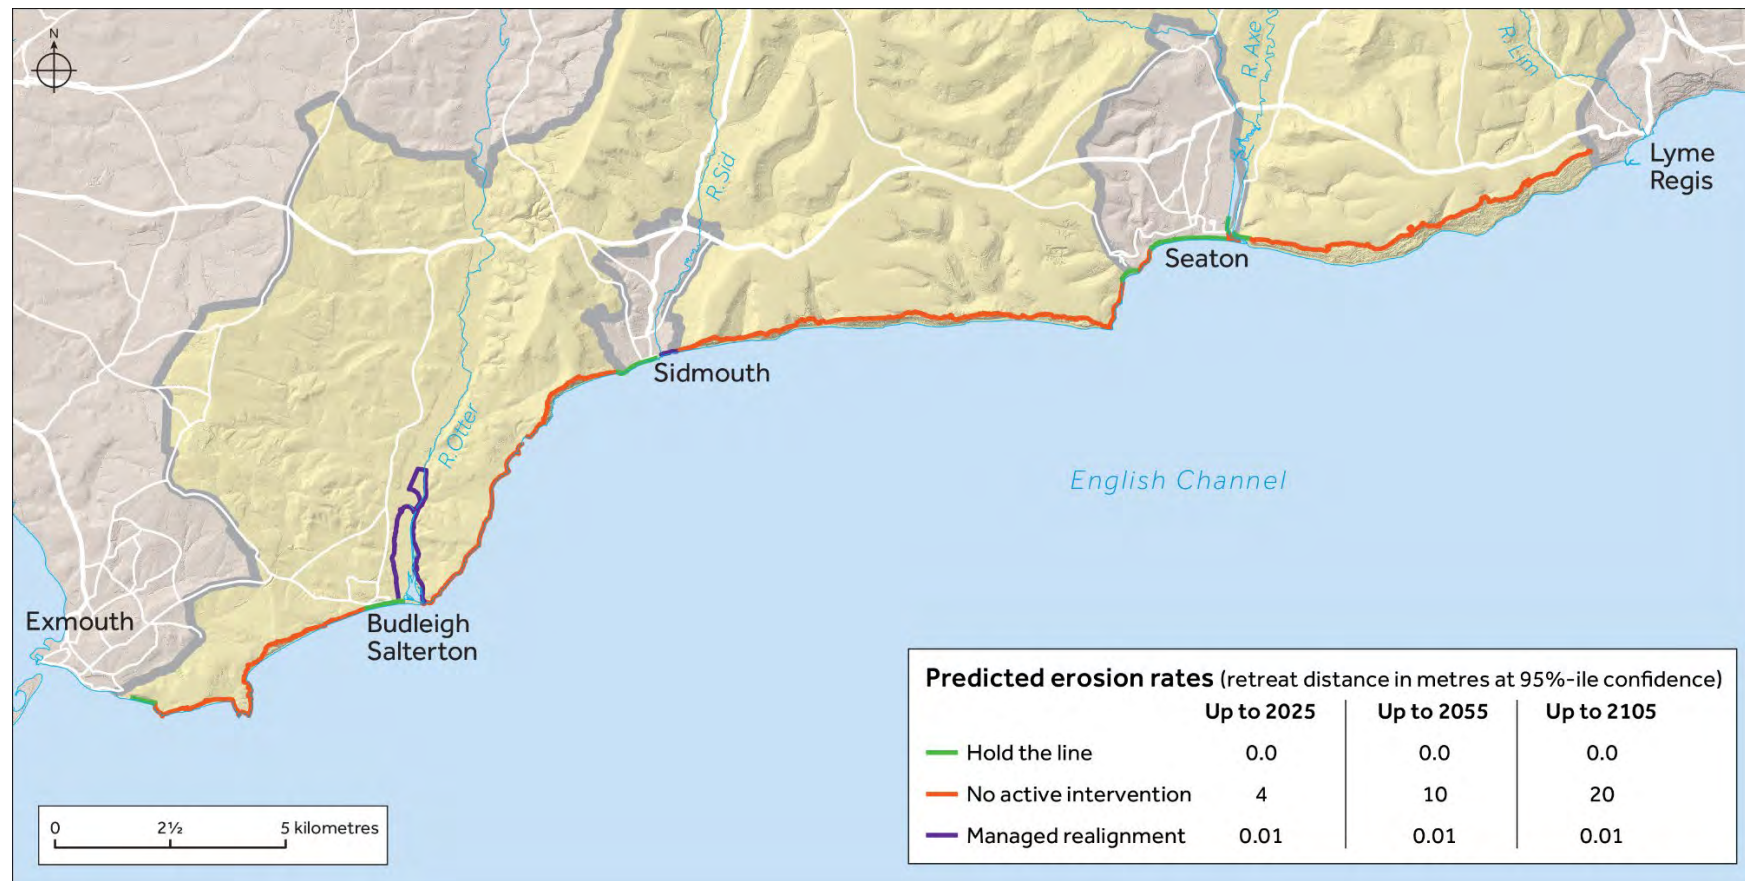 N
R. Axe
R. Lim
R. Sid
Lyme
Regis
Seaton
Sidmouth
R. Otter
English Channel
Exmouth
Budleigh
Salterton
Predicted erosion rates (retreat distance in metres at 95%-ile confidence)
Up to 2025 Up to 2055 Up to 2105
Hold the line 0.0 0.0 0.0
No active intervention 4 10 20
Managed realignment 0.01 0.01 0.01
0 2½ 5 kilometres